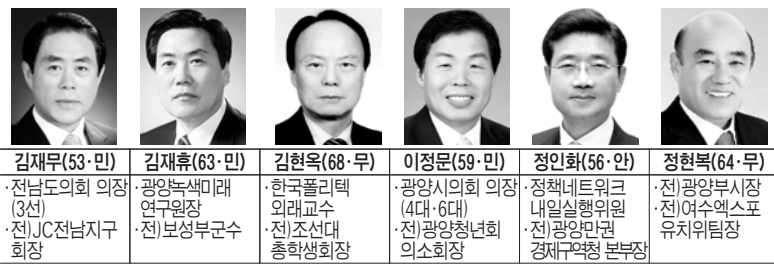 김재무(53·민)
·전남도의회 의장
(3선)
·전)JC전남지구
회장
김재휴(63·민)
·광양녹색미래
연구원장
·전)보성부군수
김현옥(68·무)
·한국폴리텍
외래교수
·전)조선대
총학생회장
이정문(59·민)
·광양시의회 의장
(4대·6대)
·전)광양청년회
의소회장
정인화(56·안)
·정책네트워크
내일실행위원
·전)광양만권
경제구역청 본부장
정현복(64·무)
·전)광양부시장
·전)여수엑스포
유치위팀장